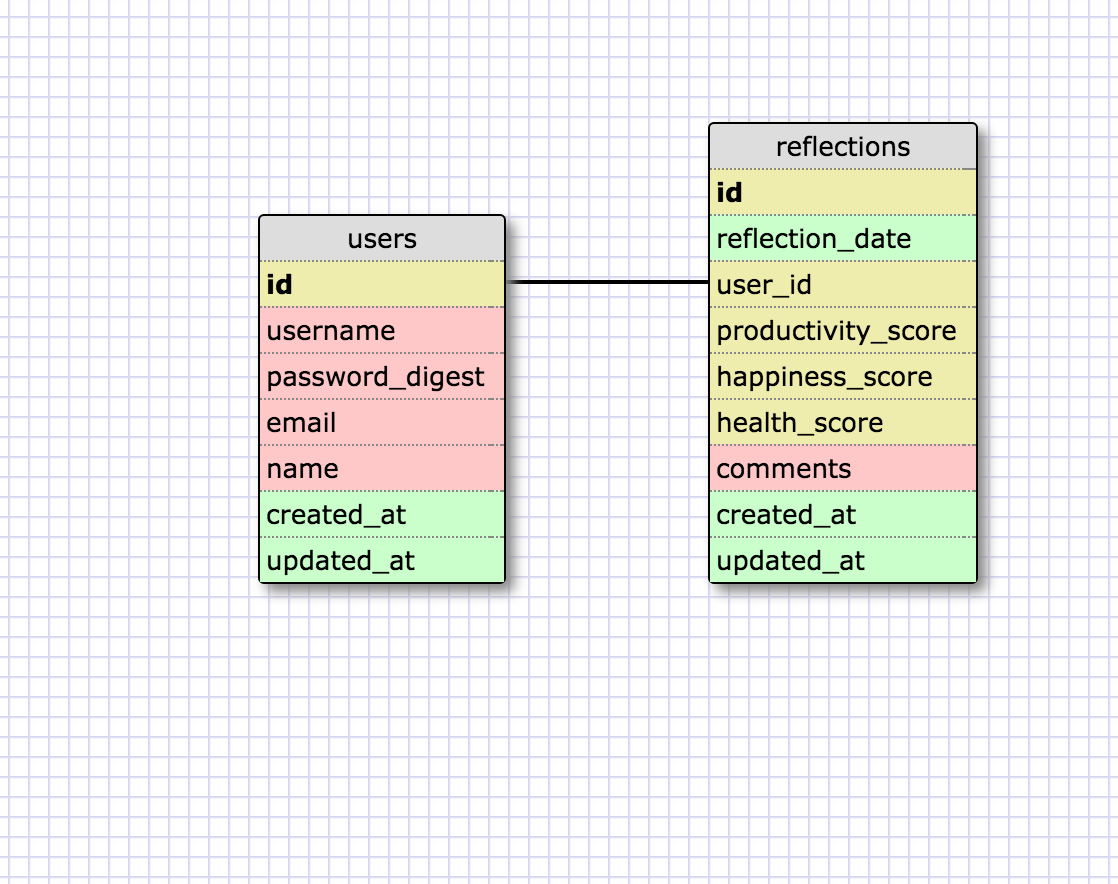 users
id
username
password_digest
email
name
created_at
updated_at
reflections
id
reflection_date
user_id
productivity_score
happiness_score
health_score
comments
created_at
updated_at